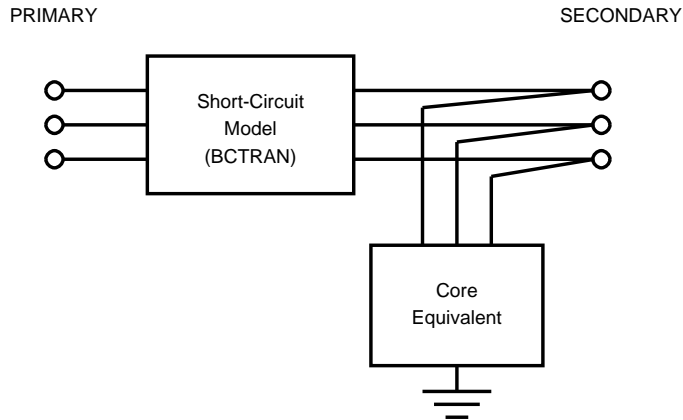 PRIMARY
SECONDARY
Short-Circuit
Model
(BCTRAN)
Core
Equivalent